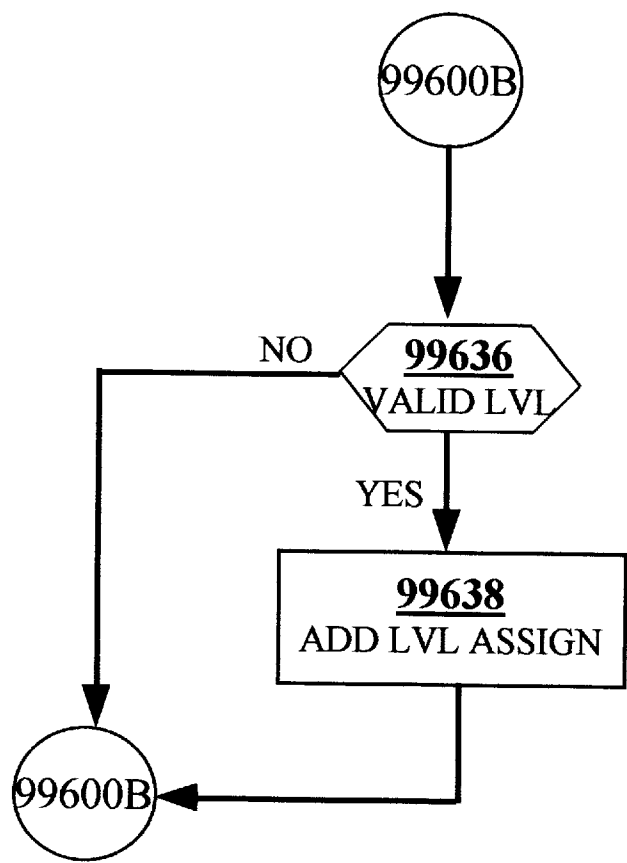 99600B
NO
99636
VALID LVL
YES
99638
ADD LVL ASSIGN
99600B